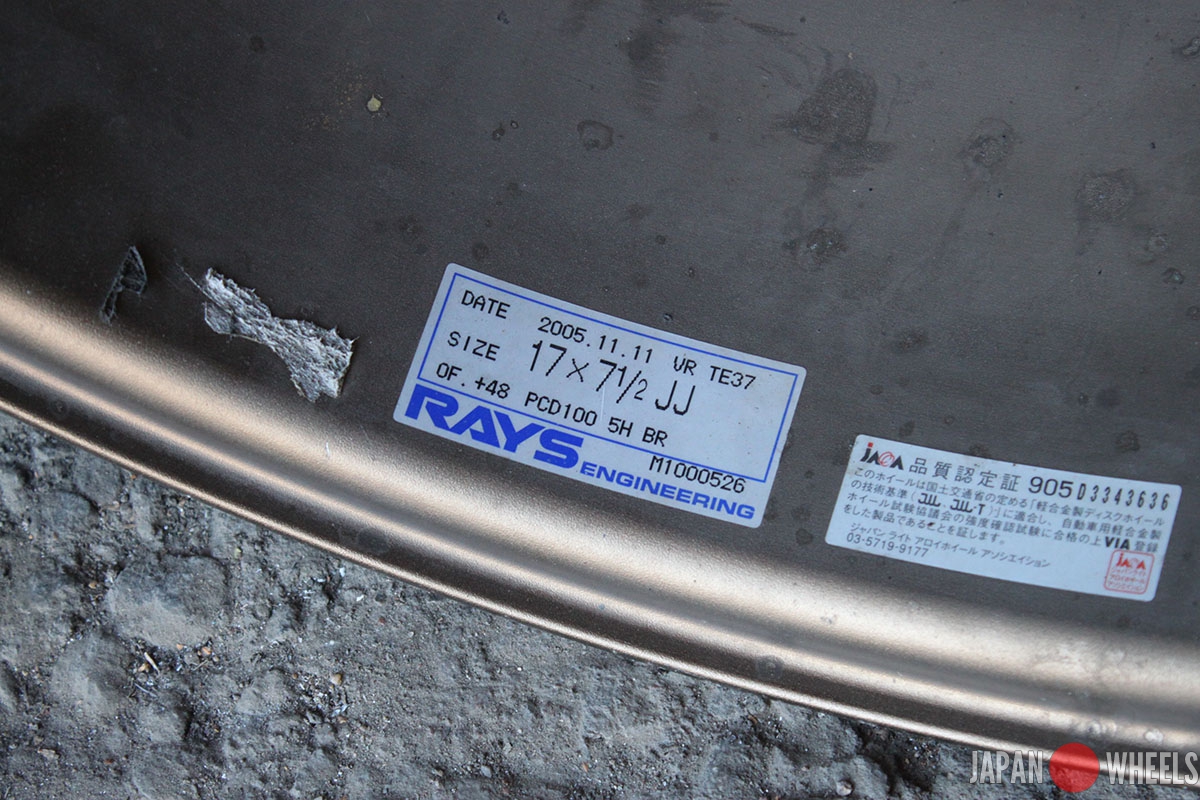 DATE 2005.11.11 VR TE37
SIZE 17×7 1/2 JJ
OF. +48 PCD100 5H BR
M1000526
RAYS ENGINEERING
JAWA 品質認定証 905D3343636
このホイールは国土交通省の定める「軽合金製ディスクホイール
の技術基準(JWL JWL-T)」に適合し、自動車用軽合金製
ホイール試験協議会の強度確認試験に合格の上VIA登録
をした製品であることを証します。
ジャパン ライト アロイホイール アソシエイション
03-5719-9177
JAPAN WHEELS